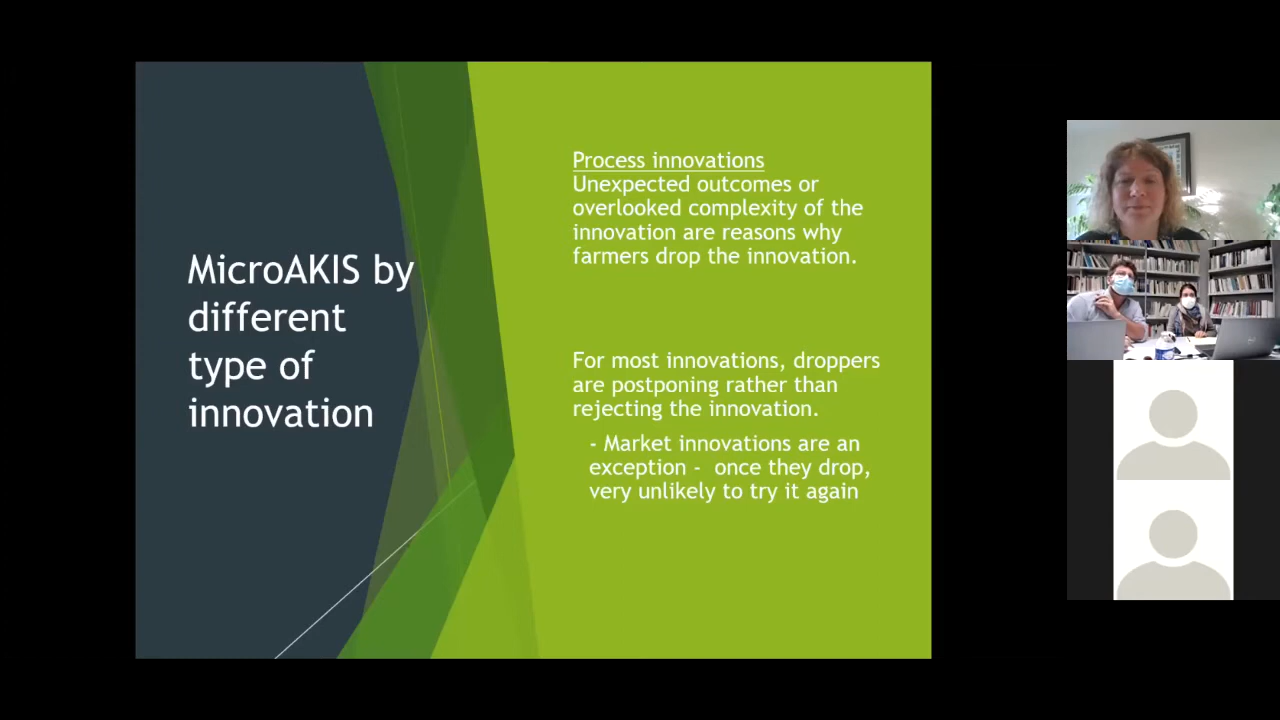 MicroAKIS by
different
type of
innovation
Process innovations
Unexpected outcomes or
overlooked complexity of the
innovation are reasons why
farmers drop the innovation.
For most innovations, droppers
are postponing rather than
rejecting the innovation.
- Market innovations are an
exception - once they drop,
very unlikely to try it again